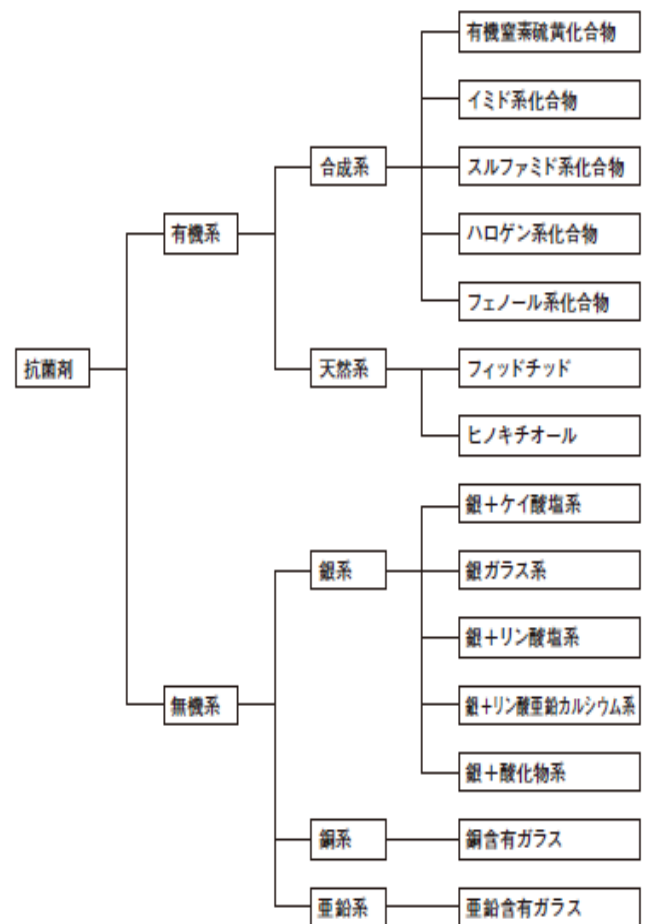 有機窒素硫黄化合物
イミド系化合物
合成系
スルファミド系化合物
有機系
ハロゲン系化合物
フェノール系化合物
抗菌剤
天然系
フィッドチッド
ヒノキチオール
銀+ケイ酸塩系
銀系
銀ガラス系
銀+リン酸塩系
無機系
銀+リン酸亜鉛カルシウム系
銀+酸化物系
銅系
銅含有ガラス
亜鉛系
亜鉛含有ガラス